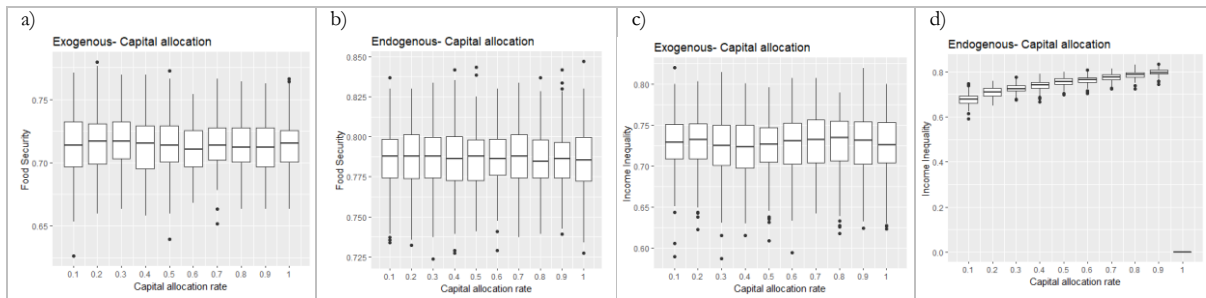 a)
Exogenous- Capital allocation
Food Security
0.75
0.70
0.65
0.1 0.2 0.3 0.4 0.5 0.6 0.7 0.8 0.9 1
Capital allocation rate
b)
Endogenous- Capital allocation
Food Security
0.850
0.825
0.800
0.775
0.750
0.725
0.1 0.2 0.3 0.4 0.5 0.6 0.7 0.8 0.9 1
Capital allocation rate
c)
Exogenous- Capital allocation
Income Inequality
0.80
0.75
0.70
0.65
0.60
0.1 0.2 0.3 0.4 0.5 0.6 0.7 0.8 0.9 1
Capital allocation rate
d)
Endogenous- Capital allocation
Income Inequality
0.8
0.6
0.4
0.2
0.0
0.1 0.2 0.3 0.4 0.5 0.6 0.7 0.8 0.9 1
Capital allocation rate